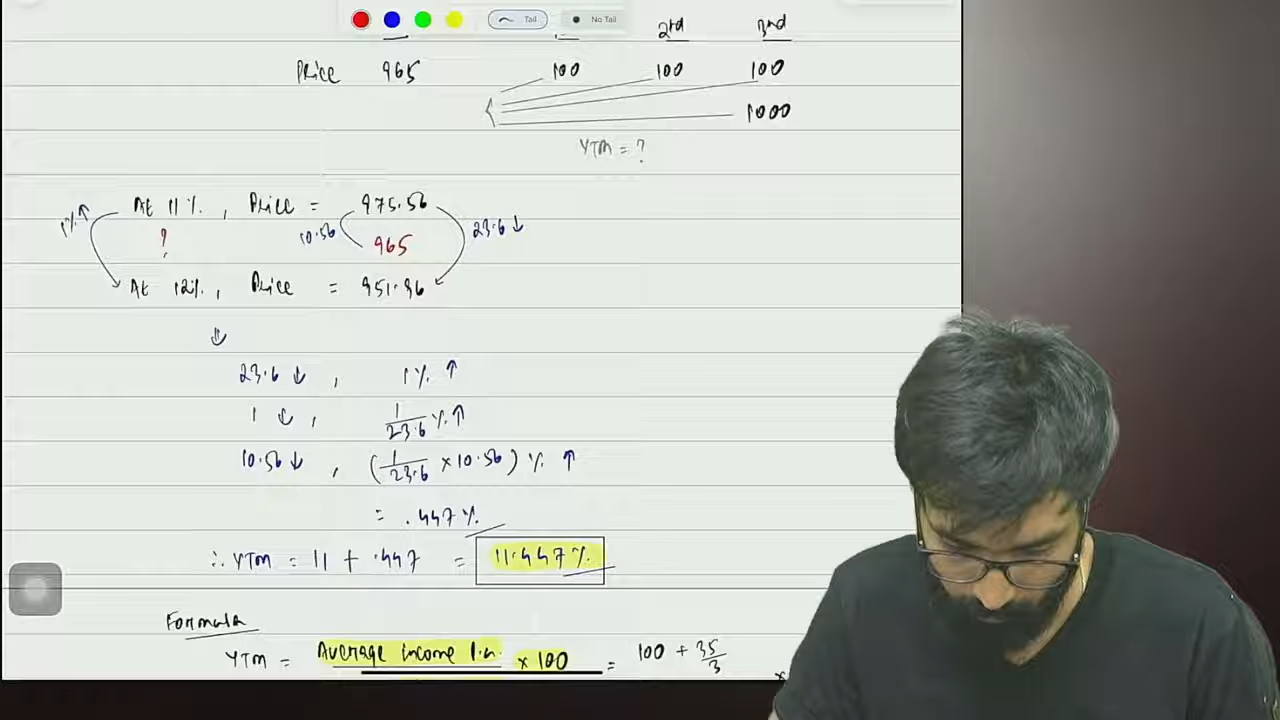 Tail No Tail
2nd 3nd
Price 965 100 100 100
1000
YTM = ?
At 11%, Price = 975.56
1% ↑ ? 10.56 965 23.6 ↓
At 12%, Price = 951.96
⇓
23.6 ↓ , 1% ↑
1 ↓ , 1/23.6 % ↑
10.56 ↓ , (1/23.6 × 10.56) % ↑
= .447 %
∴ YTM = 11 + .447 = 11.447 %
Formula
YTM = Average income P.a. × 100 = 100 + 35/3 ×